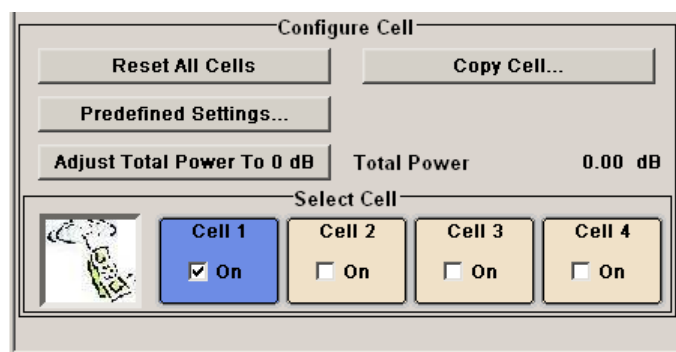 Configure Cell
Reset All Cells
Copy Cell...
Predefined Settings...
Adjust Total Power To 0 dB
Total Power 0.00 dB
Select Cell
Cell 1
Cell 2
Cell 3
Cell 4
On
On
On
On